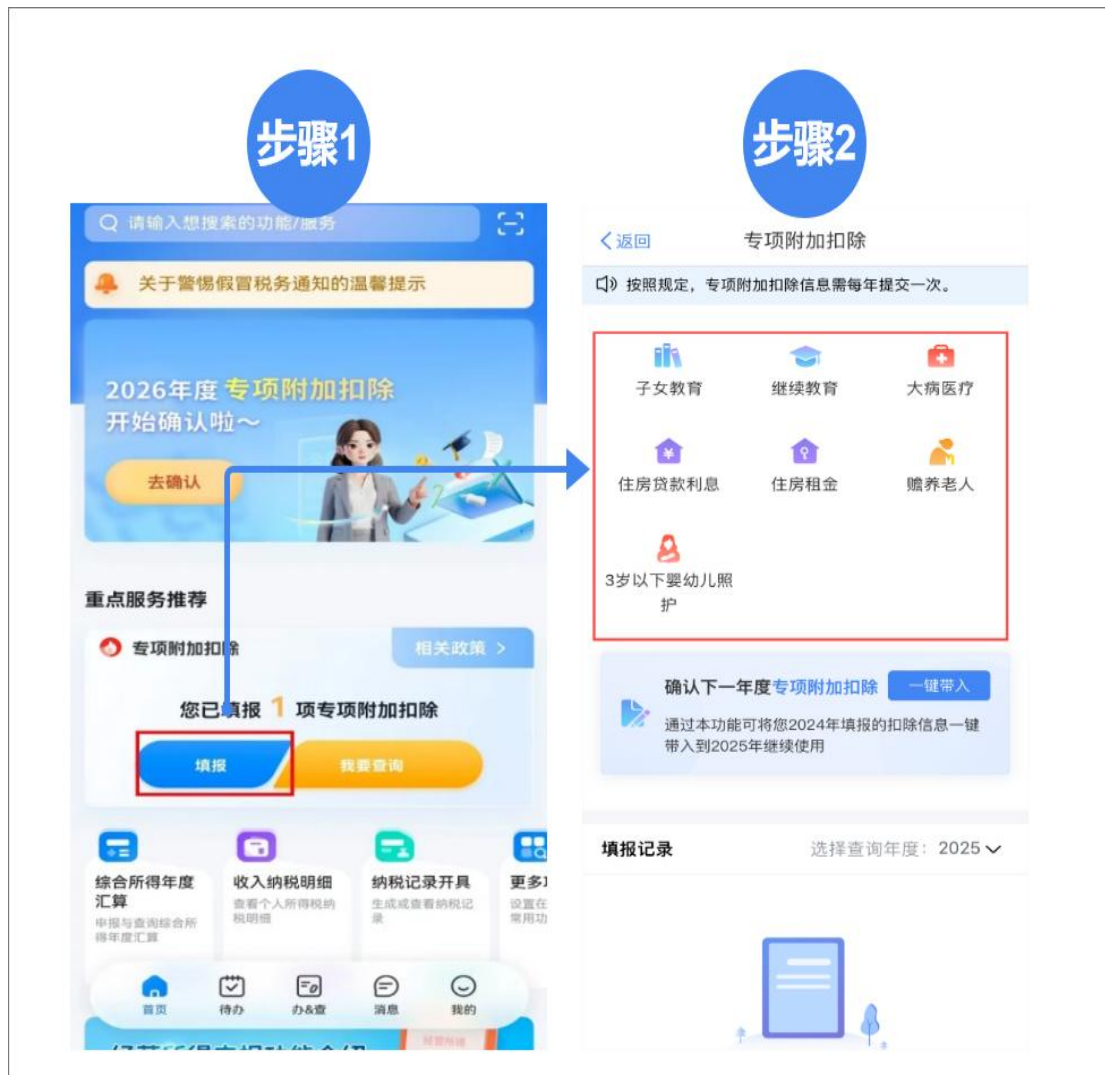 步骤1
请输入想搜索的功能/服务
关于警惕假冒税务通知的温馨提示
2026年度专项附加扣除
开始确认啦～
去确认
重点服务推荐
专项附加扣除
相关政策 >
您已填报 1 项专项附加扣除
填报
我要查询
综合所得年度
汇算
申报与查询综合所
得年度汇算
收入纳税明细
查看个人所得税纳
税明细
纳税记录开具
生成或查看纳税记
录
更多
设置在
常用功
首页
待办
办&查
消息
我的
步骤2
返回
专项附加扣除
按照规定，专项附加扣除信息需每年提交一次。
子女教育
继续教育
大病医疗
住房贷款利息
住房租金
赡养老人
3岁以下婴幼儿照
护
确认下一年度专项附加扣除
一键带入
通过本功能可将您2024年填报的扣除信息一键
带入到2025年继续使用
填报记录
选择查询年度：2025